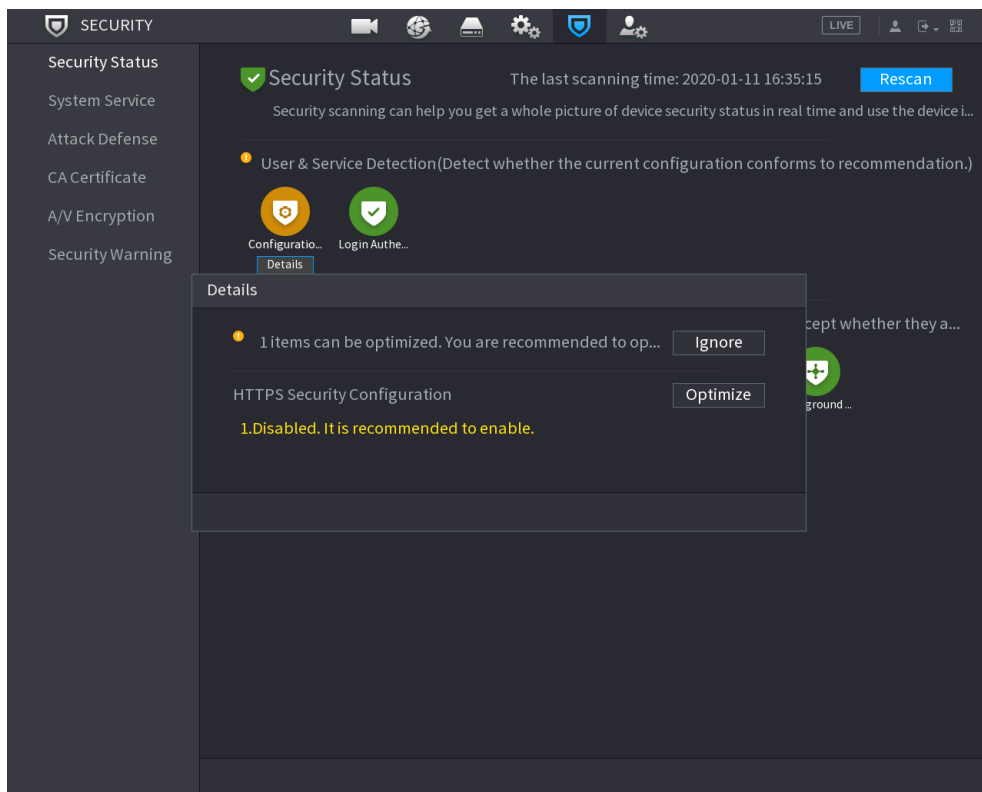 SECURITY
LIVE
Security Status
System Service
Attack Defense
CA Certificate
A/V Encryption
Security Warning
Security Status
The last scanning time: 2020-01-11 16:35:15
Rescan
Security scanning can help you get a whole picture of device security status in real time and use the device i...
User & Service Detection(Detect whether the current configuration conforms to recommendation.)
Configuratio...
Login Authe...
Details
Details
1 items can be optimized. You are recommended to op...
Ignore
HTTPS Security Configuration
Optimize
1.Disabled. It is recommended to enable.
cept whether they a...
ground ...